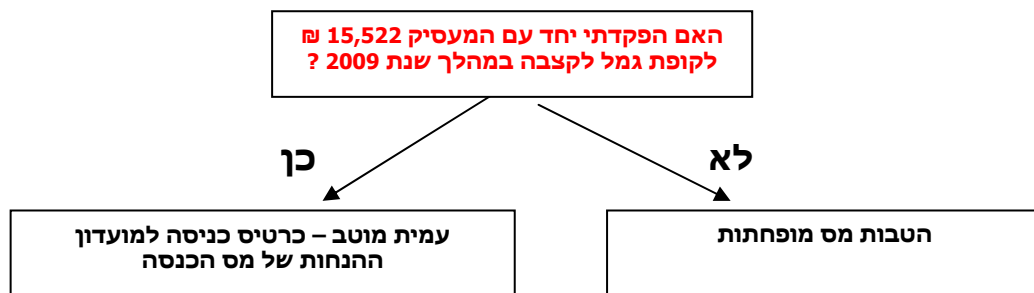 האם הפקדתי יחד עם המעסיק 15,522 ₪
לקופת גמל לקצבה במהלך שנת 2009 ?
כן
לא
עמית מוטב – כרטיס כניסה למועדון
ההנחות של מס הכנסה
הטבות מס מופחתות